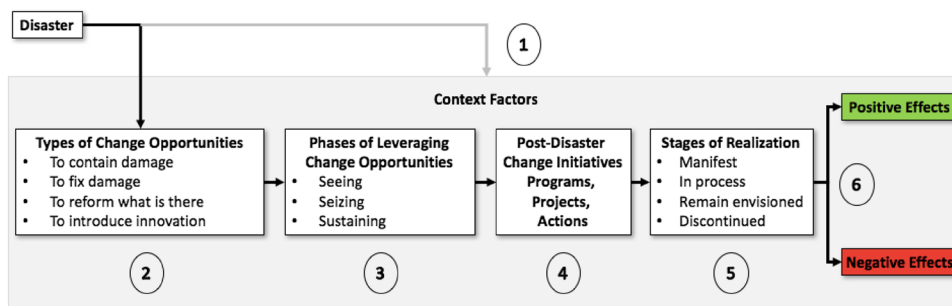 Disaster
1
Context Factors
Types of Change Opportunities
• To contain damage
• To fix damage
• To reform what is there
• To introduce innovation
Phases of Leveraging
Change Opportunities
• Seeing
• Seizing
• Sustaining
Post-Disaster
Change Initiatives
Programs,
Projects,
Actions
Stages of Realization
• Manifest
• In process
• Remain envisioned
• Discontinued
Positive Effects
6
Negative Effects
2
3
4
5